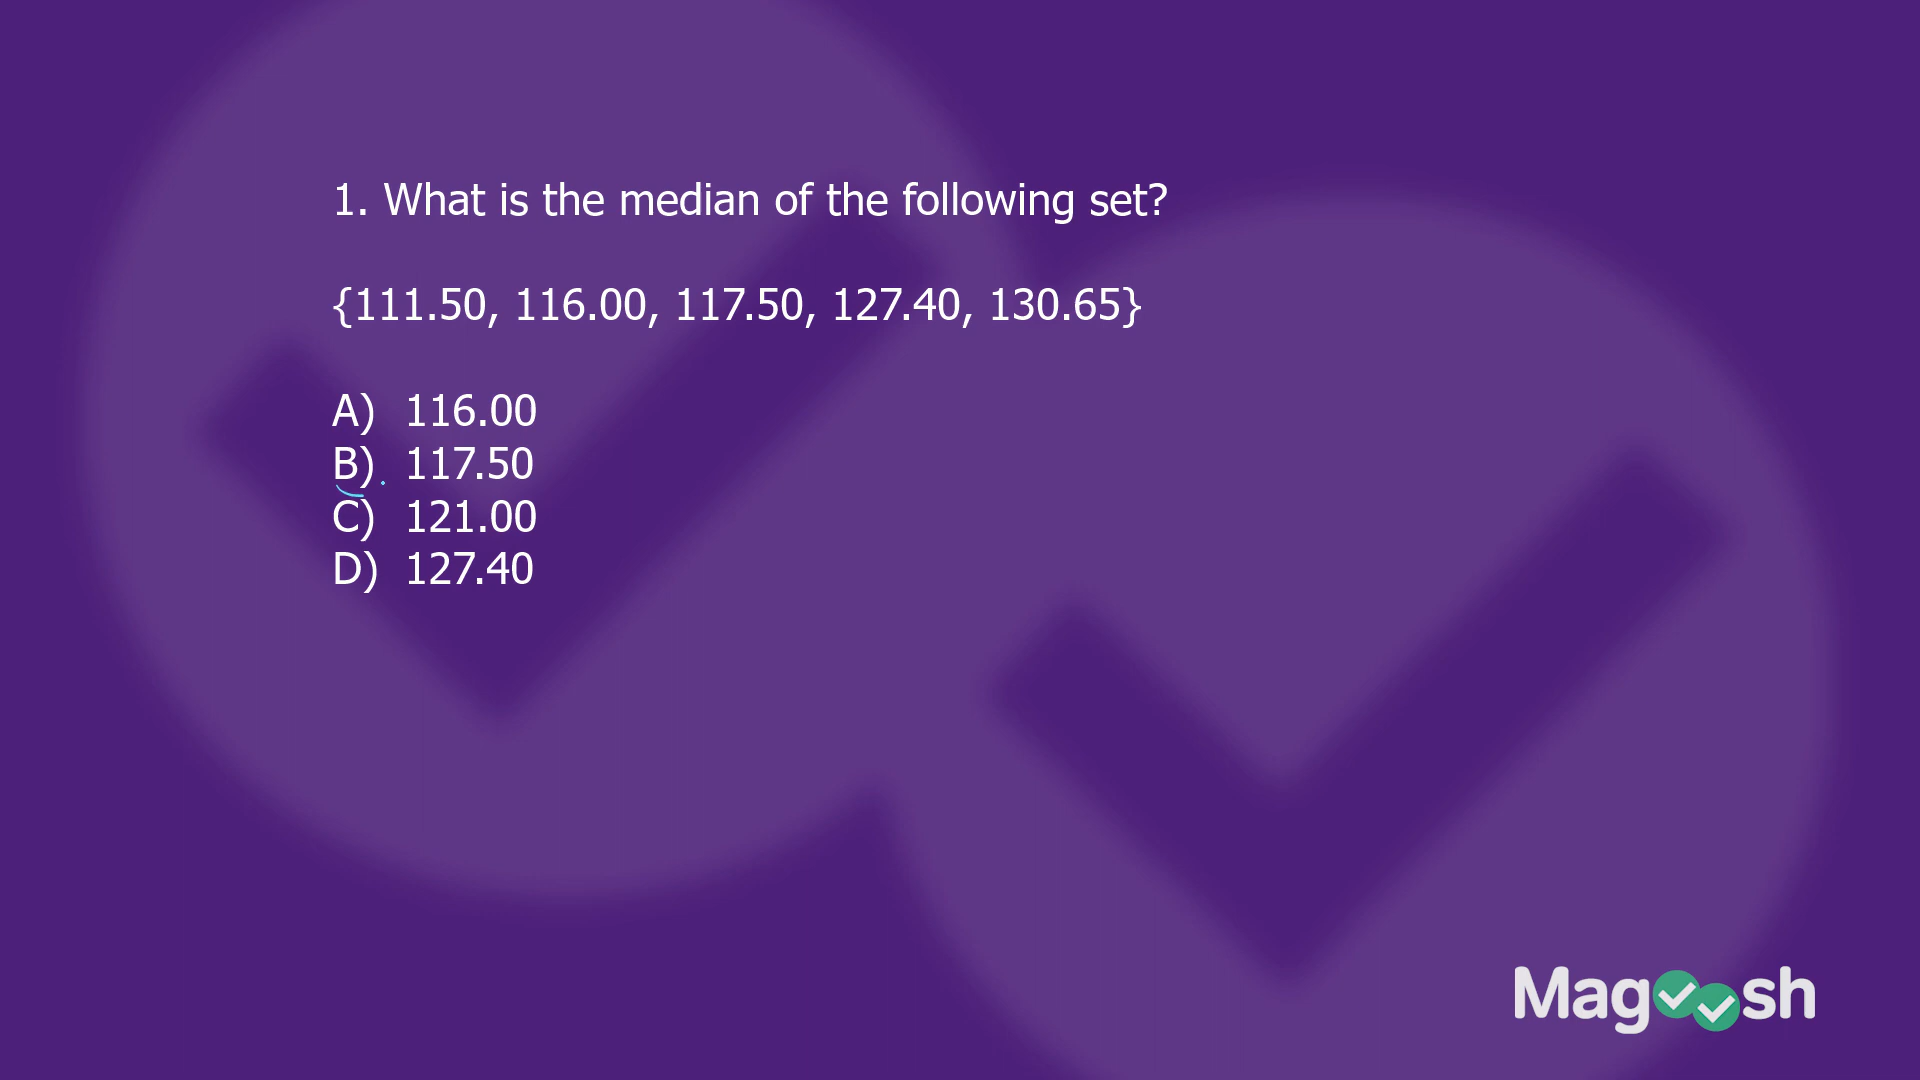 1. What is the median of the following set?
{111.50, 116.00, 117.50, 127.40, 130.65}
A) 116.00
B) 117.50
C) 121.00
D) 127.40
Magoosh